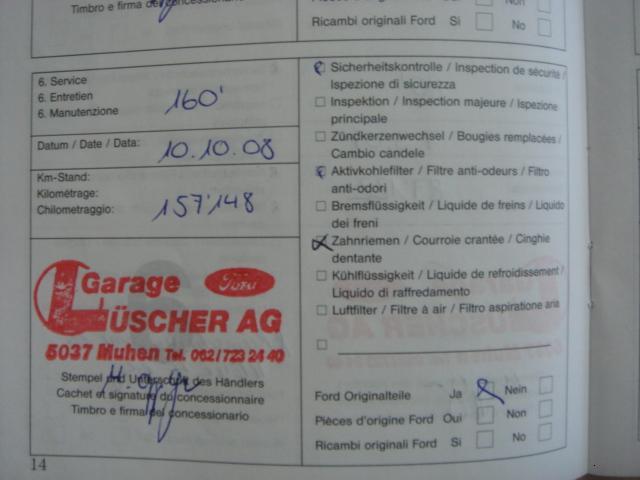 Timbro e firma del concessionario
Ricambi originali Ford Si No
6. Service
6. Entretien
6. Manutenzione
160'
Datum / Date / Data:
10.10.08
Km-Stand:
Kilométrage:
Chilometraggio:
157'148
Garage
Ford
LÜSCHER AG
5037 Muhen Tel. 062/723 24 40
Stempel und Unterschrift des Händlers
Cachet et signature du concessionnaire
Timbro e firma del concessionario
14
Sicherheitskontrolle / Inspection de sécurité /
Ispezione di sicurezza
Inspektion / Inspection majeure / Ispezione
principale
Zündkerzenwechsel / Bougies remplacées /
Cambio candele
Aktivkohlefilter / Filtre anti-odeurs / Filtro
anti-odori
Bremsflüssigkeit / Liquide de freins / Liquido
dei freni
Zahnriemen / Courroie crantée / Cinghie
dentante
Kühlflüssigkeit / Liquide de refroidissement /
Liquido di raffredamento
Luftfilter / Filtre à air / Filtro aspiratione aria
Ford Originalteile Ja Nein
Pièces d'origine Ford Oui Non
Ricambi originali Ford Si No